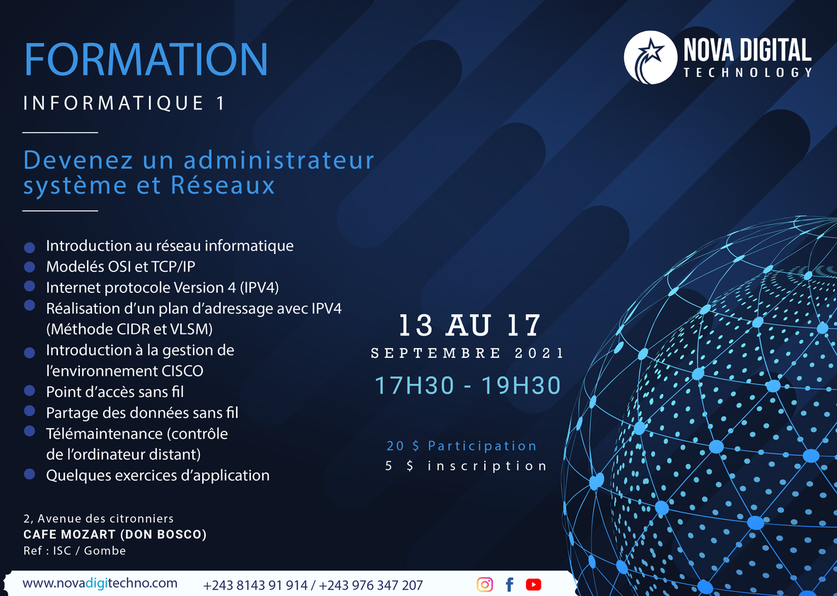 FORMATION
INFORMATIQUE 1
Devenez un administrateur
système et Réseaux
Introduction au réseau informatique
Modelés OSI et TCP/IP
Internet protocole Version 4 (IPV4)
Réalisation d'un plan d'adressage avec IPV4
(Méthode CIDR et VLSM)
Introduction à la gestion de
l'environnement CISCO
Point d'accès sans fil
Partage des données sans fil
Télémaintenance (contrôle
de l'ordinateur distant)
Quelques exercices d'application
2, Avenue des citronniers
CAFE MOZART (DON BOSCO)
Ref : ISC / Gombe
NOVA DIGITAL
TECHNOLOGY
13 AU 17
SEPTEMBRE 2021
17H30 - 19H30
20 $ Participation
5 $ inscription
www.novadigitechno.com
+243 8143 91 914 / +243 976 347 207